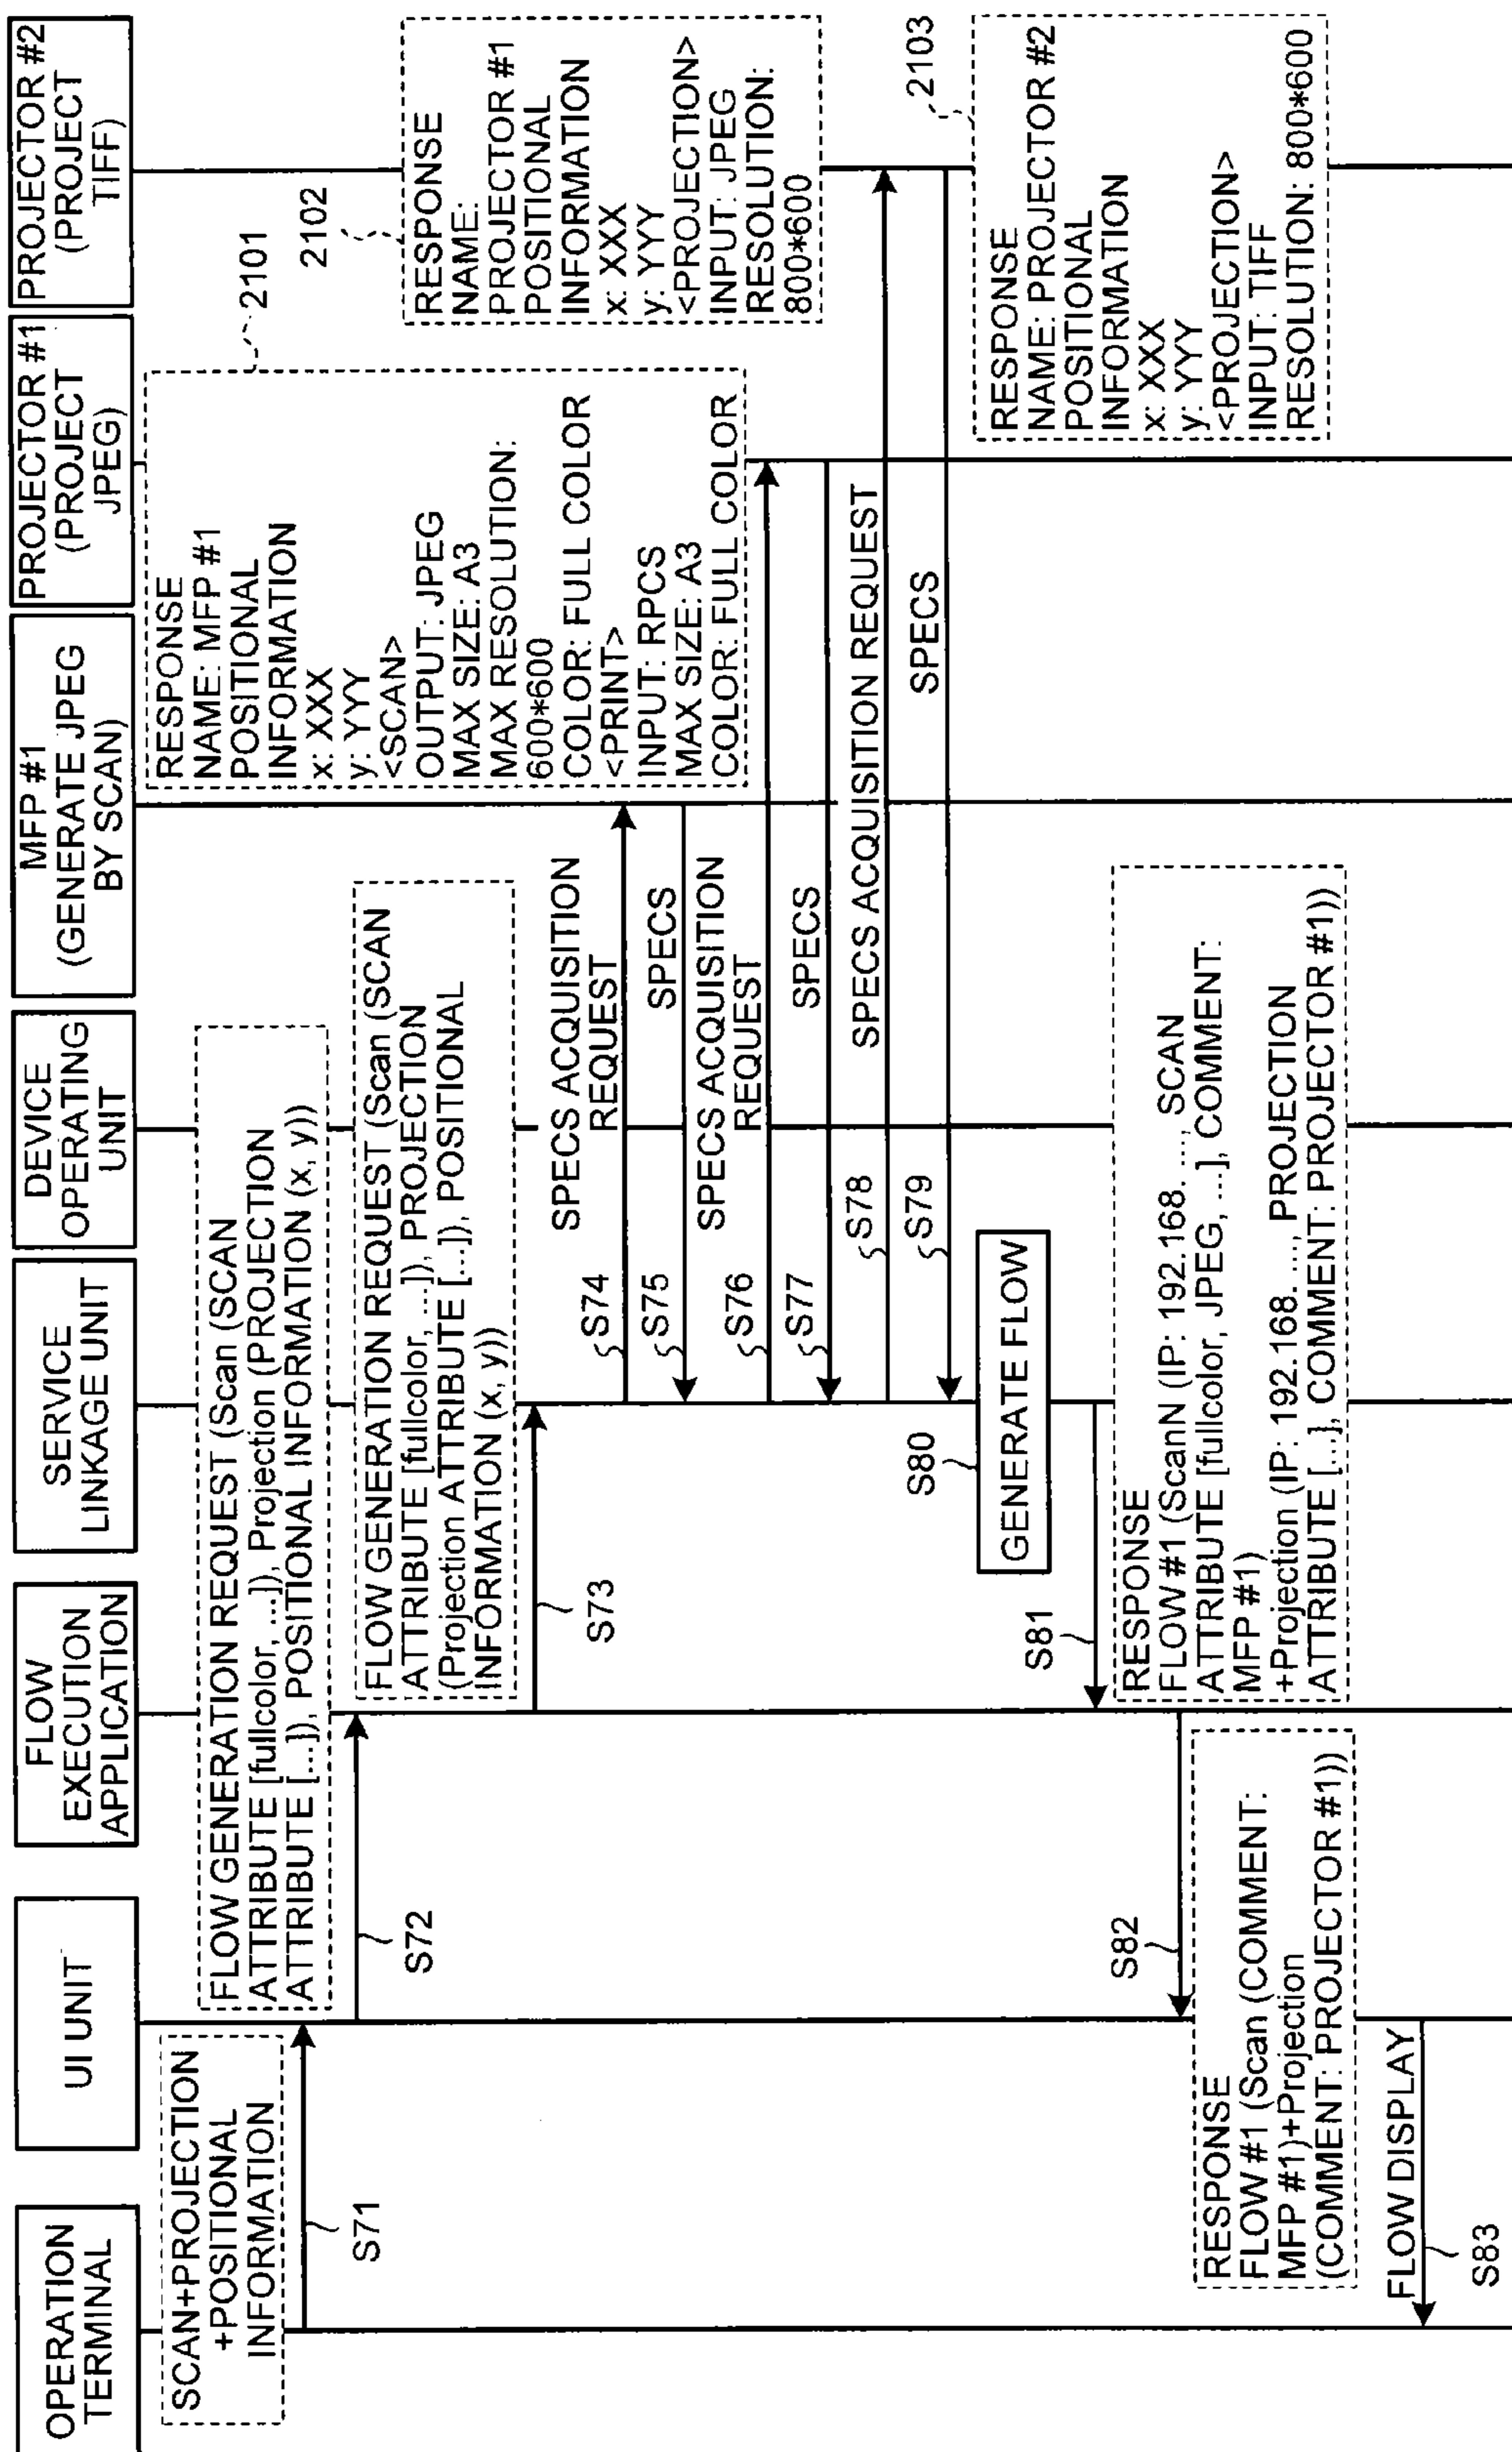 OPERATION
TERMINAL
UI UNIT
FLOW
EXECUTION
APPLICATION
SERVICE
LINKAGE UNIT
DEVICE
OPERATING
UNIT
MFP #1
(GENERATE JPEG
BY SCAN)
PROJECTOR #1
(PROJECT
JPEG)
PROJECTOR #2
(PROJECT
TIFF)
SCAN+PROJECTION
+POSITIONAL
INFORMATION
S71
FLOW GENERATION REQUEST (Scan (SCAN
ATTRIBUTE [fullcolor, ...]), Projection (PROJECTION
ATTRIBUTE [...]), POSITIONAL INFORMATION (x, y))
S72
FLOW GENERATION REQUEST (Scan (SCAN
ATTRIBUTE [fullcolor, ...]), PROJECTION
(Projection ATTRIBUTE [...]), POSITIONAL
INFORMATION (x, y))
S73
2101
RESPONSE
NAME: MFP #1
POSITIONAL
INFORMATION
x: XXX
y: YYY
<SCAN>
OUTPUT: JPEG
MAX SIZE: A3
MAX RESOLUTION:
600*600
COLOR: FULL COLOR
<PRINT>
INPUT: RPCS
MAX SIZE: A3
COLOR: FULL COLOR
2102
RESPONSE
NAME:
PROJECTOR #1
POSITIONAL
INFORMATION
x: XXX
y: YYY
<PROJECTION>
INPUT: JPEG
RESOLUTION:
800*600
SPECS ACQUISITION
REQUEST
S74
SPECS
S75
SPECS ACQUISITION
REQUEST
S76
SPECS
S77
SPECS ACQUISITION REQUEST
S78
SPECS
S79
2103
RESPONSE
NAME: PROJECTOR #2
POSITIONAL
INFORMATION
x: XXX
y: YYY
<PROJECTION>
INPUT: TIFF
RESOLUTION: 800*600
S80
GENERATE FLOW
S81
RESPONSE
FLOW #1 (ScanN (IP: 192.168. ..., SCAN
ATTRIBUTE [fullcolor, JPEG, ...], COMMENT:
MFP #1)
+Projection (IP: 192.168. ..., PROJECTION
ATTRIBUTE [...], COMMENT: PROJECTOR #1))
S82
RESPONSE
FLOW #1 (Scan (COMMENT:
MFP #1)+Projection
(COMMENT: PROJECTOR #1))
FLOW DISPLAY
S83